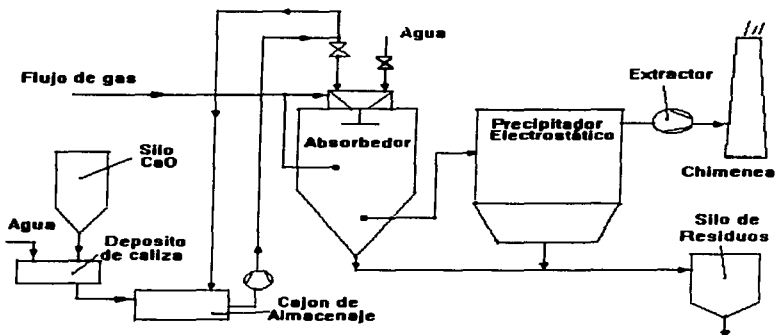 Agua
Flujo de gas
Extractor
Absorbedor
Precipitador
Electrostático
Silo
CaO
Chimenea
Agua
Deposito
de caliza
Silo de
Residuos
Cajon de
Almacenaje